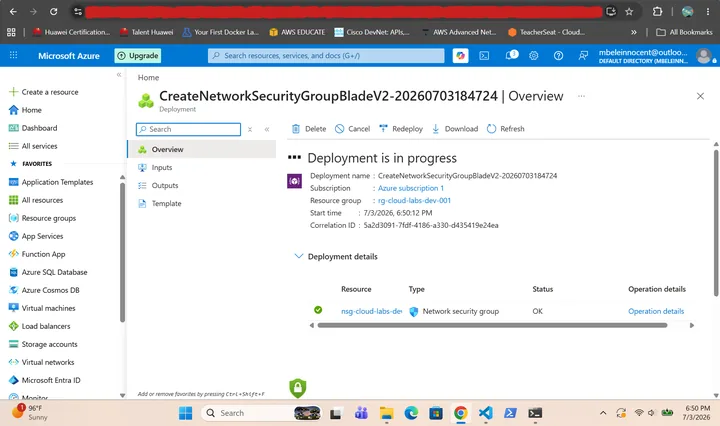 Huawei Certification...
Talent Huawei
Your First Docker La...
AWS EDUCATE
Cisco DevNet: APIs,...
AWS Advanced Net...
TeacherSeat - Cloud...
All Bookmarks
Microsoft Azure
Upgrade
Search resources, services, and docs (G+/)
7
mbeleinnocent@outloo...
DEFAULT DIRECTORY (MBELEINN...
Create a resource
Home
Dashboard
All services
FAVORITES
Application Templates
All resources
Resource groups
App Services
Function App
Azure SQL Database
Azure Cosmos DB
Virtual machines
Load balancers
Storage accounts
Virtual networks
Microsoft Entra ID
Monitor
Home
CreateNetworkSecurityGroupBladeV2-20260703184724 | Overview ...
Deployment
Search
Overview
Inputs
Outputs
Template
Add or remove favorites by pressing Ctrl+Shift+F
Delete
Cancel
Redeploy
Download
Refresh
Deployment is in progress
Deployment name : CreateNetworkSecurityGroupBladeV2-20260703184724
Subscription : Azure subscription 1
Resource group : rg-cloud-labs-dev-001
Start time : 7/3/2026, 6:50:12 PM
Correlation ID : 5a2d3091-7fdf-4186-a330-d435419e24ea
Deployment details
Resource Type Status Operation details
nsg-cloud-labs-dev Network security group OK Operation details
1
96°F
Sunny
Search
6:50 PM
7/3/2026